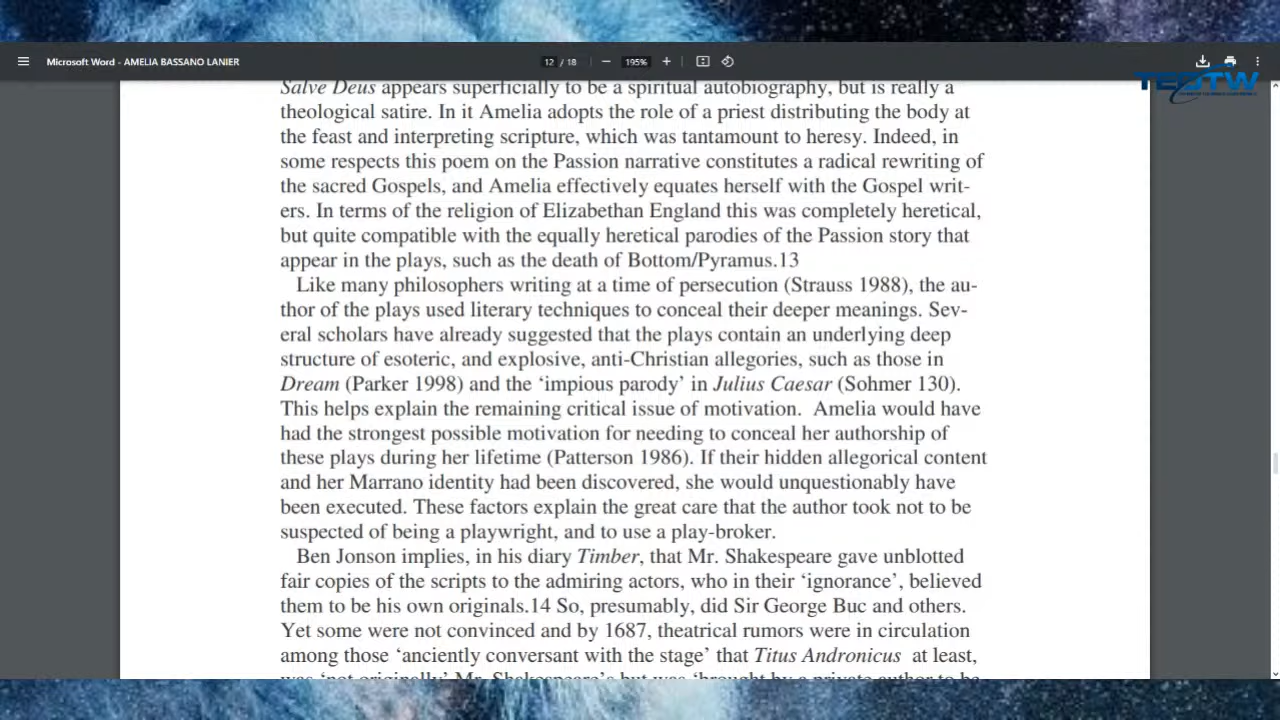 Microsoft Word - AMELIA BASSANO LANIER
12 / 18
195%
TEOTW
Salve Deus appears superficially to be a spiritual autobiography, but is really a
theological satire. In it Amelia adopts the role of a priest distributing the body at
the feast and interpreting scripture, which was tantamount to heresy. Indeed, in
some respects this poem on the Passion narrative constitutes a radical rewriting of
the sacred Gospels, and Amelia effectively equates herself with the Gospel writ-
ers. In terms of the religion of Elizabethan England this was completely heretical,
but quite compatible with the equally heretical parodies of the Passion story that
appear in the plays, such as the death of Bottom/Pyramus.13
Like many philosophers writing at a time of persecution (Strauss 1988), the au-
thor of the plays used literary techniques to conceal their deeper meanings. Sev-
eral scholars have already suggested that the plays contain an underlying deep
structure of esoteric, and explosive, anti-Christian allegories, such as those in
Dream (Parker 1998) and the ‘impious parody’ in Julius Caesar (Sohmer 130).
This helps explain the remaining critical issue of motivation. Amelia would have
had the strongest possible motivation for needing to conceal her authorship of
these plays during her lifetime (Patterson 1986). If their hidden allegorical content
and her Marrano identity had been discovered, she would unquestionably have
been executed. These factors explain the great care that the author took not to be
suspected of being a playwright, and to use a play-broker.
Ben Jonson implies, in his diary Timber, that Mr. Shakespeare gave unblotted
fair copies of the scripts to the admiring actors, who in their ‘ignorance’, believed
them to be his own originals.14 So, presumably, did Sir George Buc and others.
Yet some were not convinced and by 1687, theatrical rumors were in circulation
among those ‘anciently conversant with the stage’ that Titus Andronicus at least,
was ‘not originally’ Mr. Shakespeare’s but was ‘brought by a private author to be